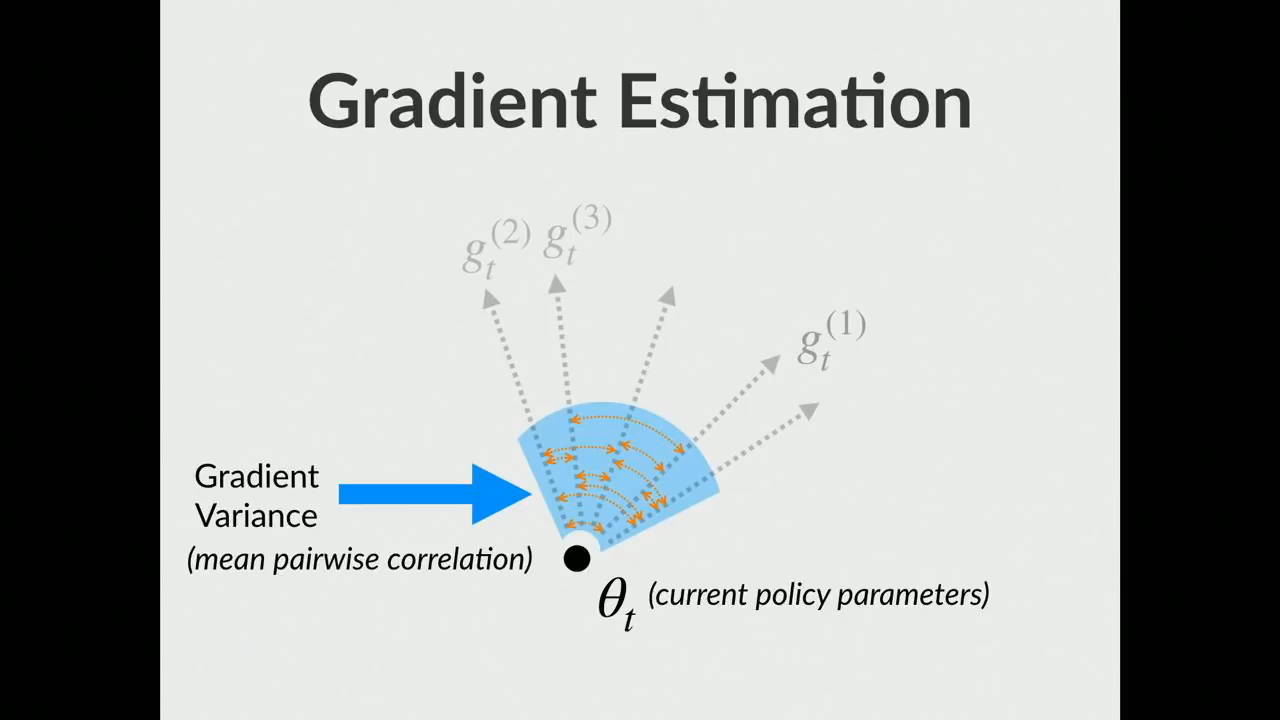 Gradient Estimation
g_t^{(2)} g_t^{(3)}
g_t^{(1)}
Gradient
Variance
(mean pairwise correlation)
θ_t (current policy parameters)